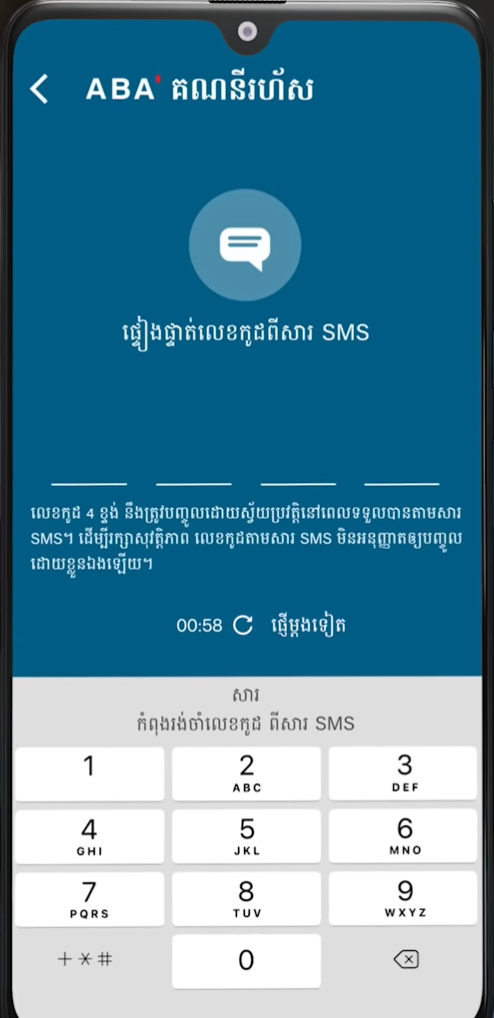 ABA' គណនីរហ័ស
ផ្ទៀងផ្ទាត់លេខកូដពីសារ SMS
លេខកូដ 4 ខ្ទង់ នឹងត្រូវបញ្ចូលដោយស្វ័យប្រវត្តិនៅពេលទទួលបានតាមសារ
SMS។ ដើម្បីរក្សាសុវត្ថិភាព លេខកូដតាមសារ SMS មិនអនុញ្ញាតឲ្យបញ្ចូល
ដោយខ្លួនឯងឡើយ។
00:58 ផ្ញើម្តងទៀត
សារ
កំពុងរង់ចាំលេខកូដ ពីសារ SMS
1 2 3
ABC DEF
4 5 6
GHI JKL MNO
7 8 9
PQRS TUV WXYZ
+*# 0